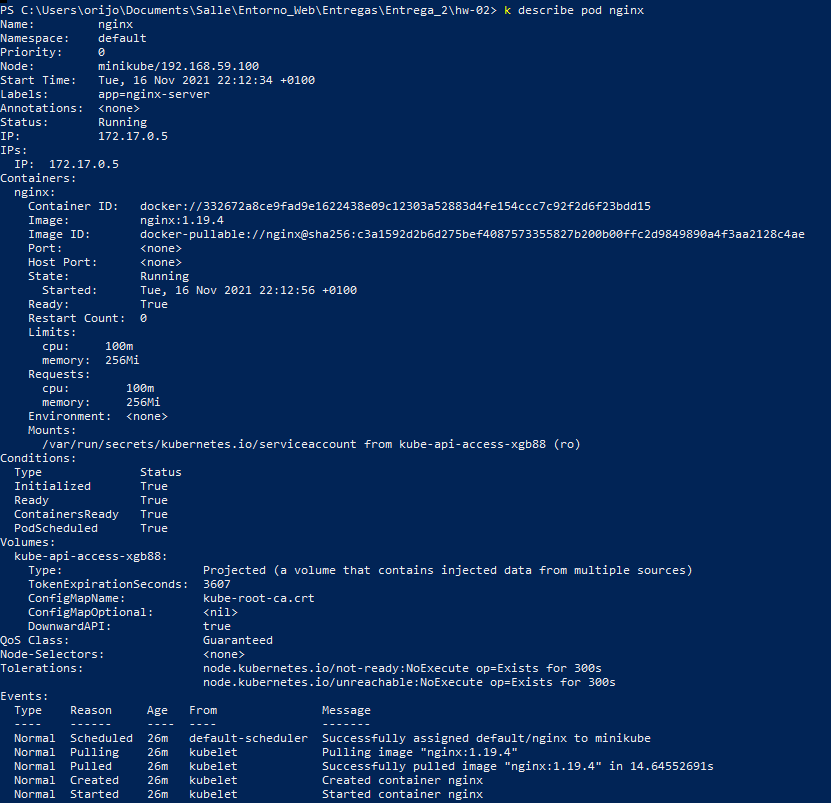 PS C:\Users\orijo\Documents\Salle\Entorno_Web\Entregas\Entrega_2\hw-02> k describe pod nginx
Name:         nginx
Namespace:    default
Priority:     0
Node:         minikube/192.168.59.100
Start Time:   Tue, 16 Nov 2021 22:12:34 +0100
Labels:       app=nginx-server
Annotations:  <none>
Status:       Running
IP:           172.17.0.5
IPs:
  IP:  172.17.0.5
Containers:
  nginx:
    Container ID:   docker://332672a8ce9fad9e1622438e09c12303a52883d4fe154ccc7c92f2d6f23bdd15
    Image:          nginx:1.19.4
    Image ID:       docker-pullable://nginx@sha256:c3a1592d2b6d275bef4087573355827b200b00ffc2d9849890a4f3aa2128c4ae
    Port:           <none>
    Host Port:      <none>
    State:          Running
      Started:      Tue, 16 Nov 2021 22:12:56 +0100
    Ready:          True
    Restart Count:  0
    Limits:
      cpu:     100m
      memory:  256Mi
    Requests:
      cpu:        100m
      memory:     256Mi
    Environment:  <none>
    Mounts:
      /var/run/secrets/kubernetes.io/serviceaccount from kube-api-access-xgb88 (ro)
Conditions:
  Type              Status
  Initialized       True
  Ready             True
  ContainersReady   True
  PodScheduled      True
Volumes:
  kube-api-access-xgb88:
    Type:                    Projected (a volume that contains injected data from multiple sources)
    TokenExpirationSeconds:  3607
    ConfigMapName:           kube-root-ca.crt
    ConfigMapOptional:       <nil>
    DownwardAPI:             true
QoS Class:                   Guaranteed
Node-Selectors:              <none>
Tolerations:                 node.kubernetes.io/not-ready:NoExecute op=Exists for 300s
                             node.kubernetes.io/unreachable:NoExecute op=Exists for 300s
Events:
  Type    Reason     Age   From               Message
  ----    ------     ----  ----               -------
  Normal  Scheduled  26m   default-scheduler  Successfully assigned default/nginx to minikube
  Normal  Pulling    26m   kubelet            Pulling image "nginx:1.19.4"
  Normal  Pulled     26m   kubelet            Successfully pulled image "nginx:1.19.4" in 14.64552691s
  Normal  Created    26m   kubelet            Created container nginx
  Normal  Started    26m   kubelet            Started container nginx